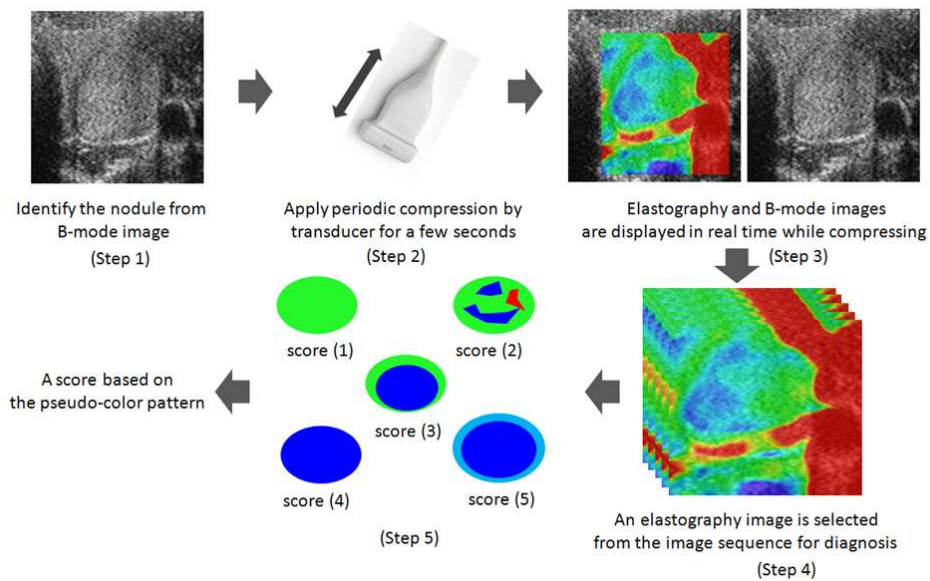 Identify the nodule from
B-mode image
(Step 1)
Apply periodic compression by
transducer for a few seconds
(Step 2)
Elastography and B-mode images
are displayed in real time while compressing
(Step 3)
An elastography image is selected
from the image sequence for diagnosis
(Step 4)
score (1)
score (2)
score (3)
score (4)
score (5)
(Step 5)
A score based on
the pseudo-color pattern